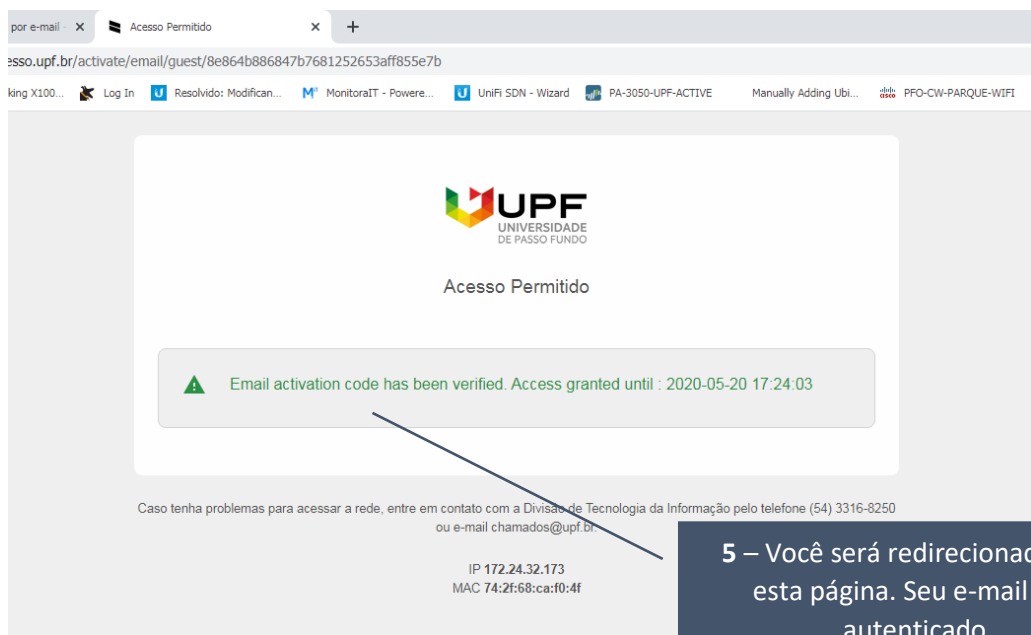 por e-mail - Acesso Permitido
esso.upf.br/activate/email/guest/8e864b886847b7681252653aff855e7b
king X100... Log In Resolvido: Modifican... MonitoraIT - Powere... UniFi SDN - Wizard PA-3050-UPF-ACTIVE Manually Adding Ubi... PFO-CW-PARQUE-WIFI
UPF
UNIVERSIDADE
DE PASSO FUNDO
Acesso Permitido
Email activation code has been verified. Access granted until : 2020-05-20 17:24:03
Caso tenha problemas para acessar a rede, entre em contato com a Divisão de Tecnologia da Informação pelo telefone (54) 3316-8250
ou e-mail chamados@upf.br.
IP 172.24.32.173
MAC 74:2f:68:ca:f0:4f
5 – Você será redirecionad
esta página. Seu e-mail
autenticado